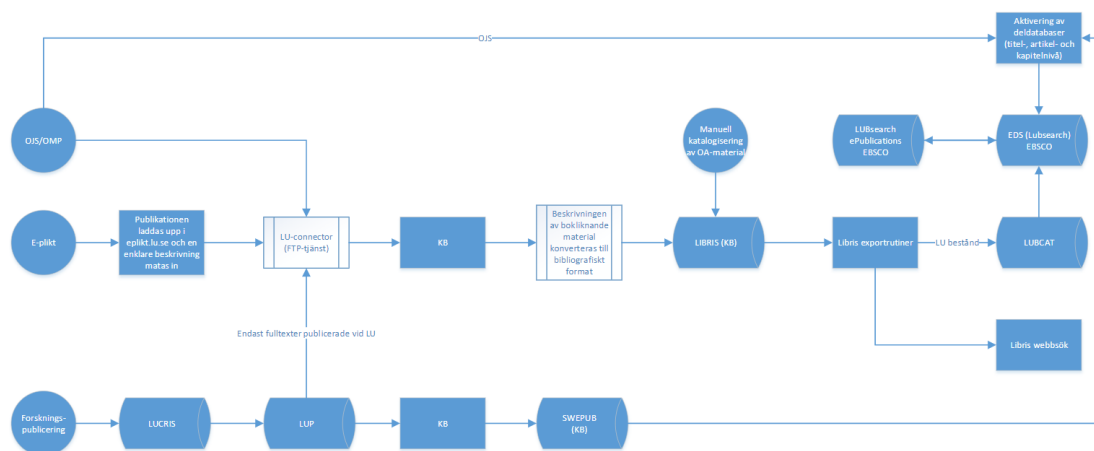 Aktivering av
deldatabaser
(titel-, artikel- och
kapitelnivå)
OJS
OJS/OMP
Manuell
katalogisering
av OA-material
LUBsearch
ePublications
EBSCO
EDS (Lubsearch)
EBSCO
E-plikt
Publikationen
laddas upp i
eplikt.lu.se och en
enklare beskrivning
matas in
LU-connector
(FTP-tjänst)
KB
Beskrivningen
av bokliknande
material
konverteras till
bibliografiskt
format
LIBRIS (KB)
Libris exportrutiner
LU bestånd
LUBCAT
Endast fulltexter publicerade vid LU
Libris webbsök
Forsknings-
publicering
LUCRIS
LUP
KB
SWEPUB
(KB)